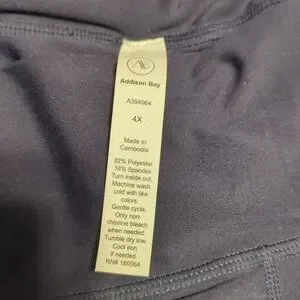 Addison Bay
A394964
4X
Made in
Cambodia
82% Polyester
18% Spandex
Turn inside out.
Machine wash
cold with like
colors.
Gentle cycle.
Only non-
chlorine bleach
when needed.
Tumble dry low.
Cool iron
if needed.
RN# 160064